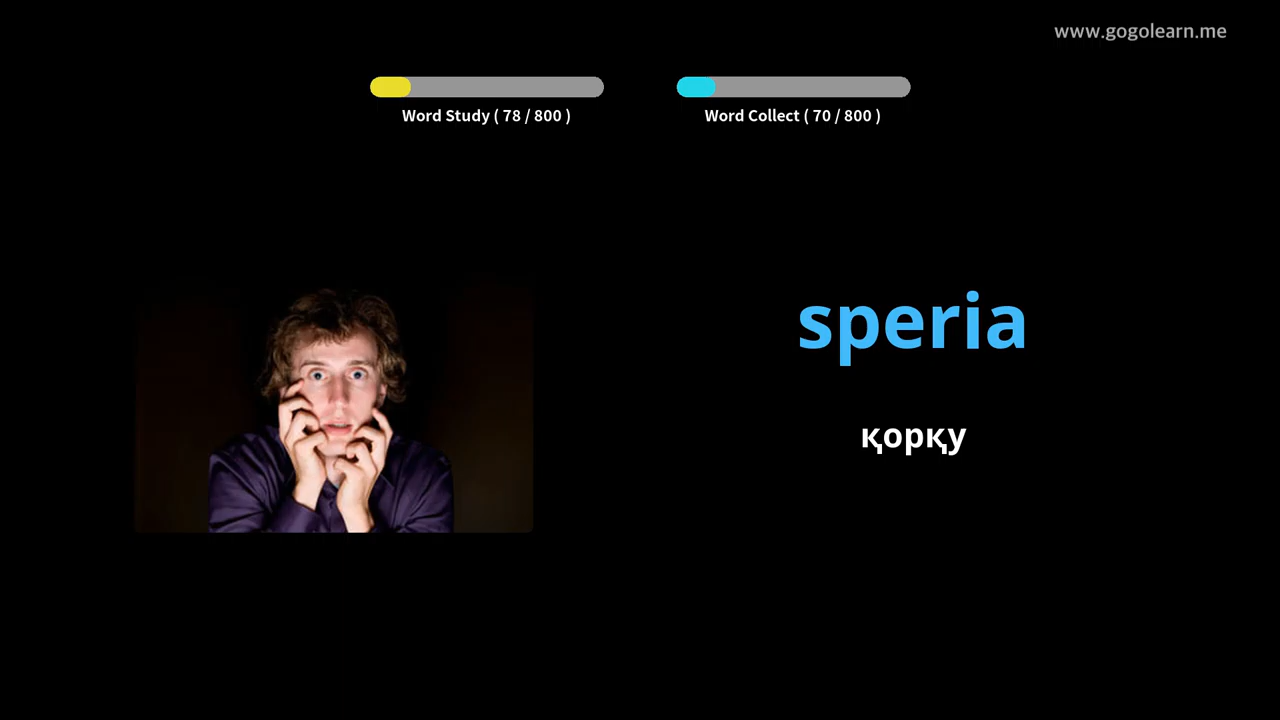 www.gogolearn.me
Word Study ( 78 / 800 )
Word Collect ( 70 / 800 )
speria
қорқу